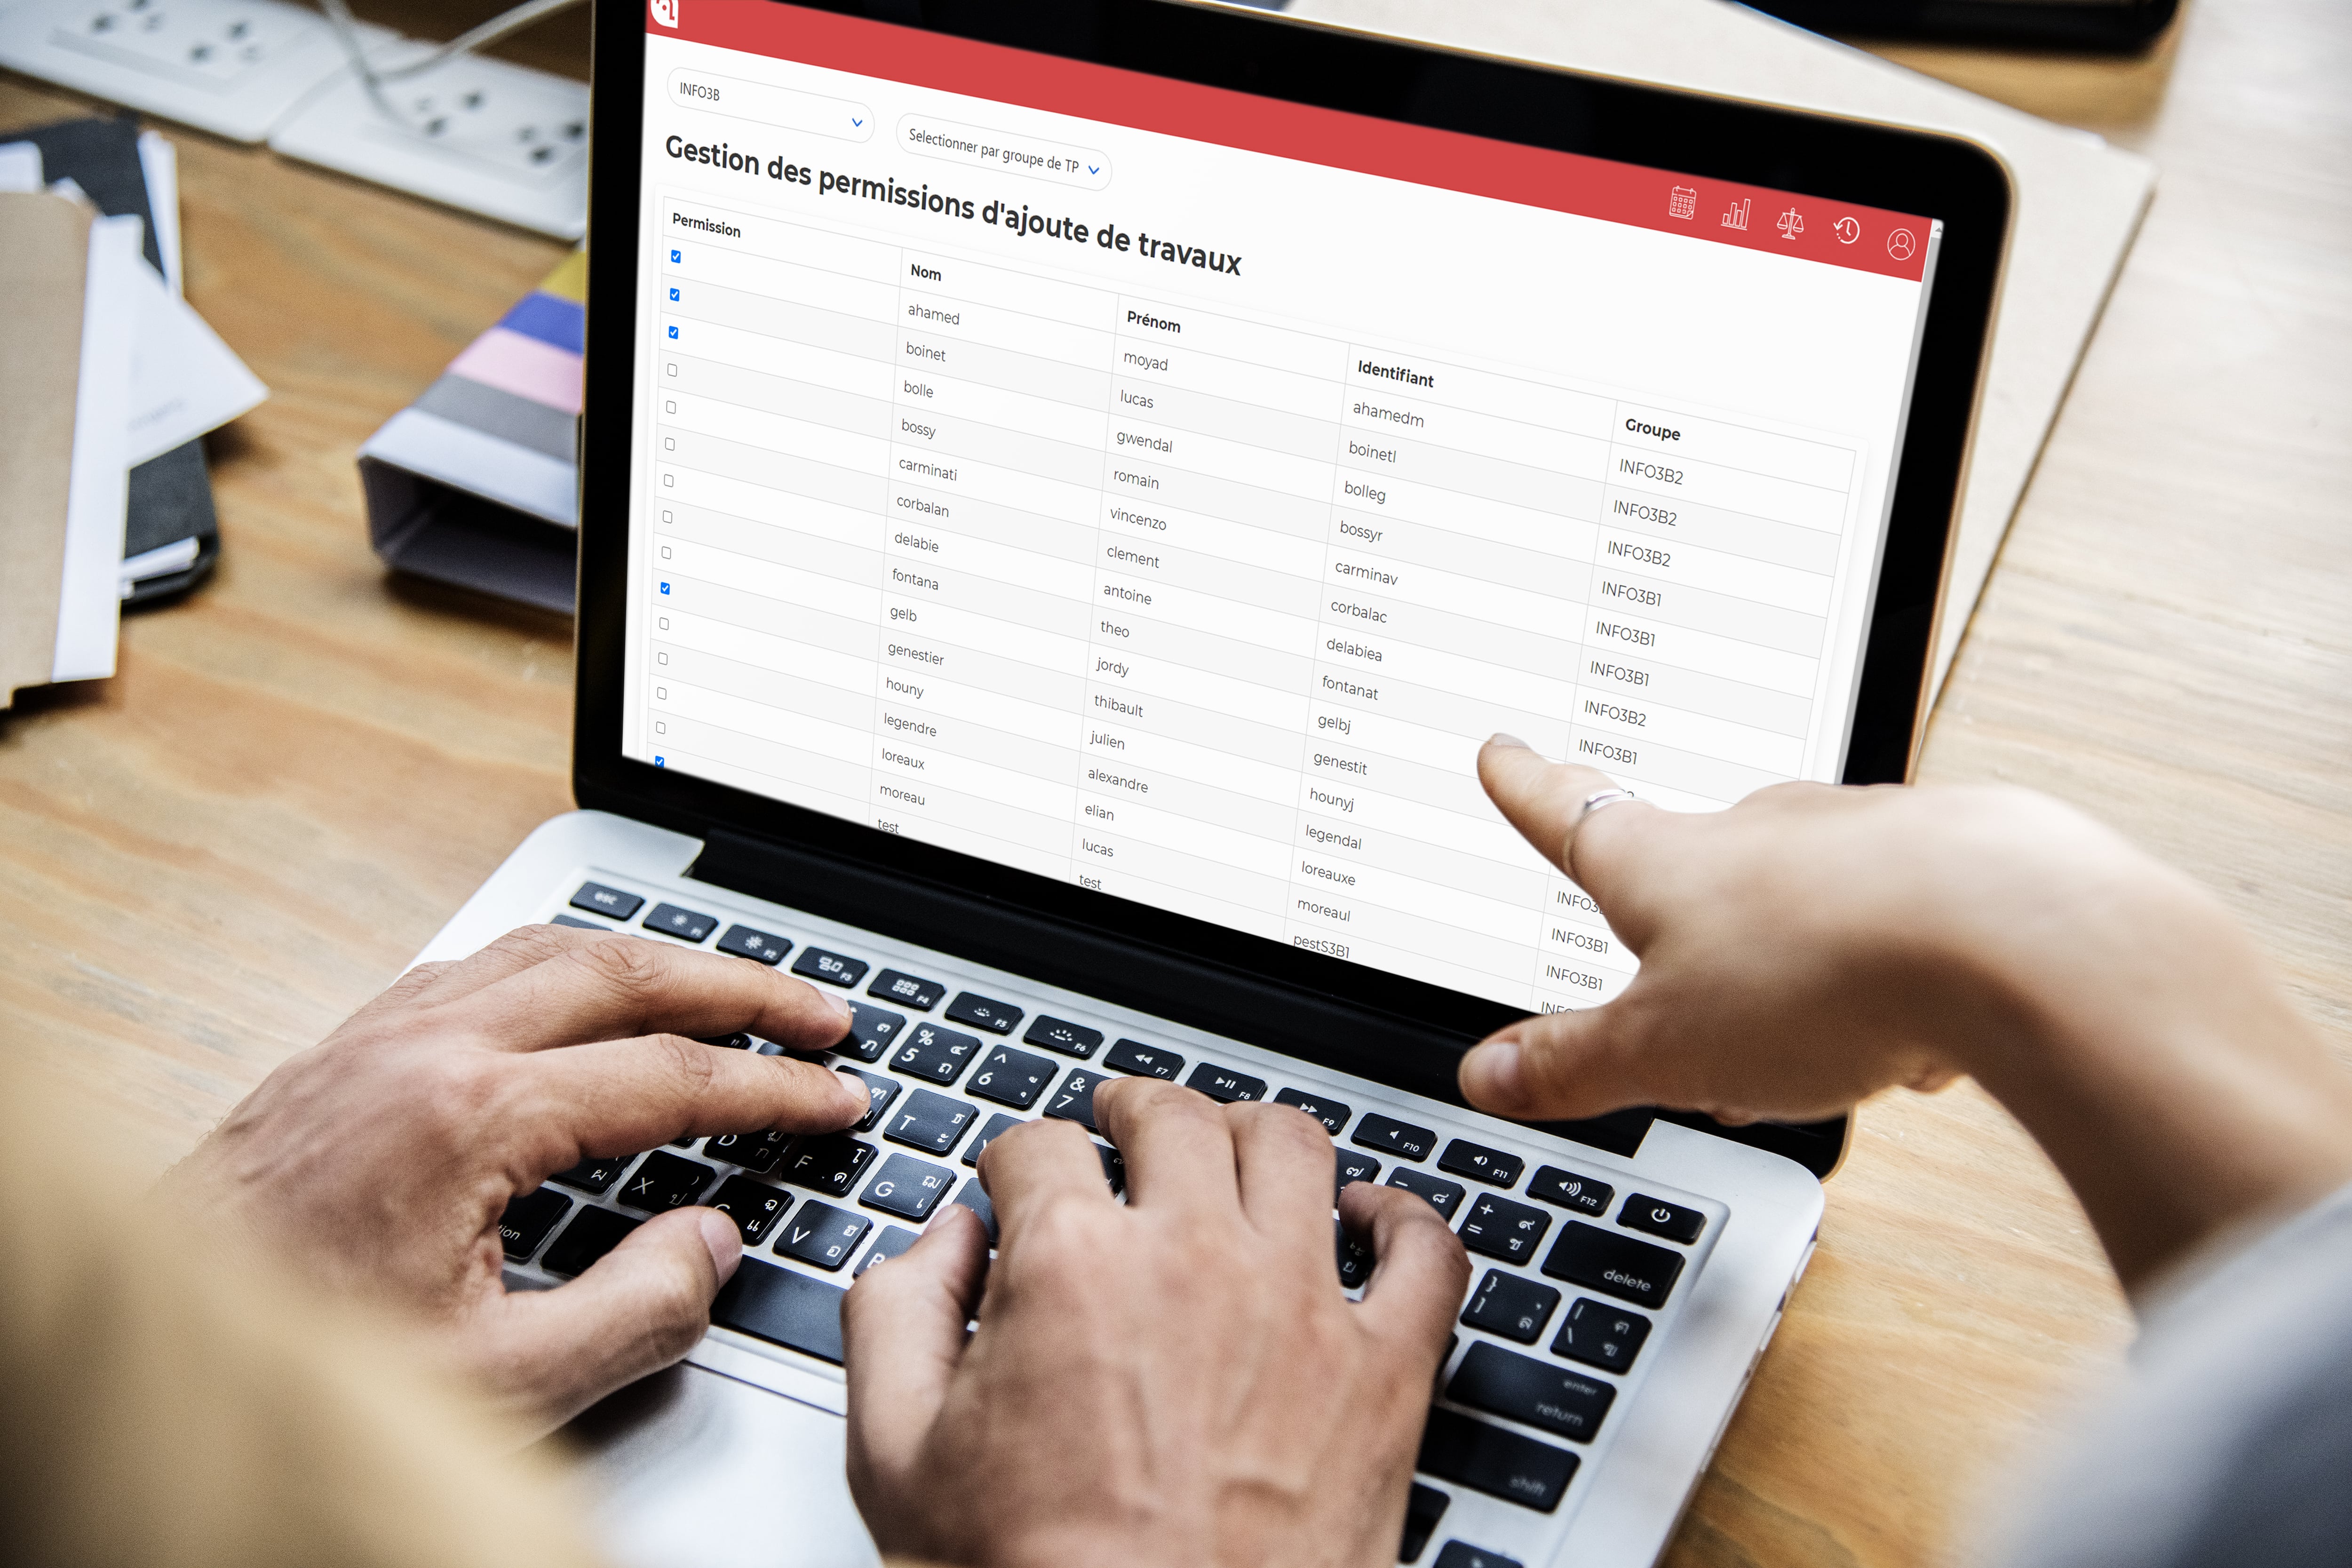 INFO3B
Selectionner par groupe de TP
Gestion des permissions d'ajoute de travaux
Permission Nom Prénom Identifiant Groupe
ahamed moyad ahamedm INFO3B2
boinet lucas boinetl INFO3B2
bolle gwendal bolleg INFO3B2
bossy romain bossyr INFO3B1
carminati vincenzo carminav INFO3B1
corbalan clement corbalac INFO3B1
delabie antoine delabiea INFO3B2
fontana theo fontanat INFO3B1
gelb jordy gelbj
genestier thibault genestit
houny julien hounyj
legendre alexandre legendal
loreaux elian loreauxe INFO3B1
moreau lucas moreaul INFO3B1
test test pestS3B1
esc F1 F2 F3 F4 F5 F6 F7 F8 F9 F10 F11 F12
% 5 ^ 6 & 7 + =
T } ] | \
D F G
X C V
delete
enter
return
shift